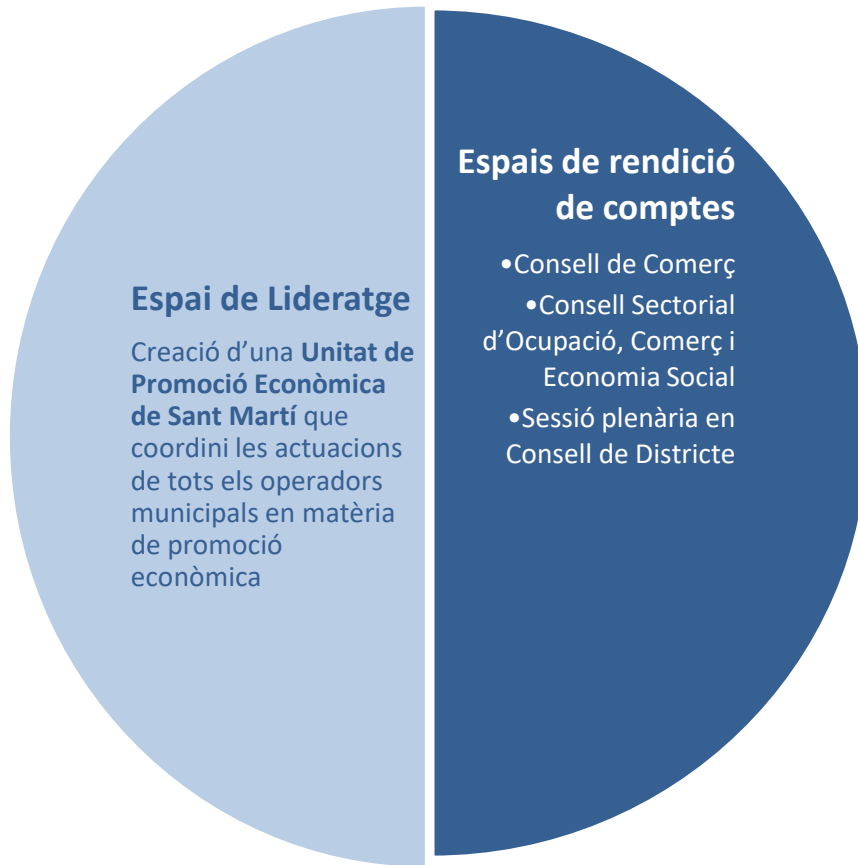 Espai de Lideratge
Creació d’una Unitat de
Promoció Econòmica
de Sant Martí que
coordini les actuacions
de tots els operadors
municipals en matèria
de promoció
econòmica
Espais de rendició
de comptes
•Consell de Comerç
•Consell Sectorial
d’Ocupació, Comerç i
Economia Social
•Sessió plenària en
Consell de Districte